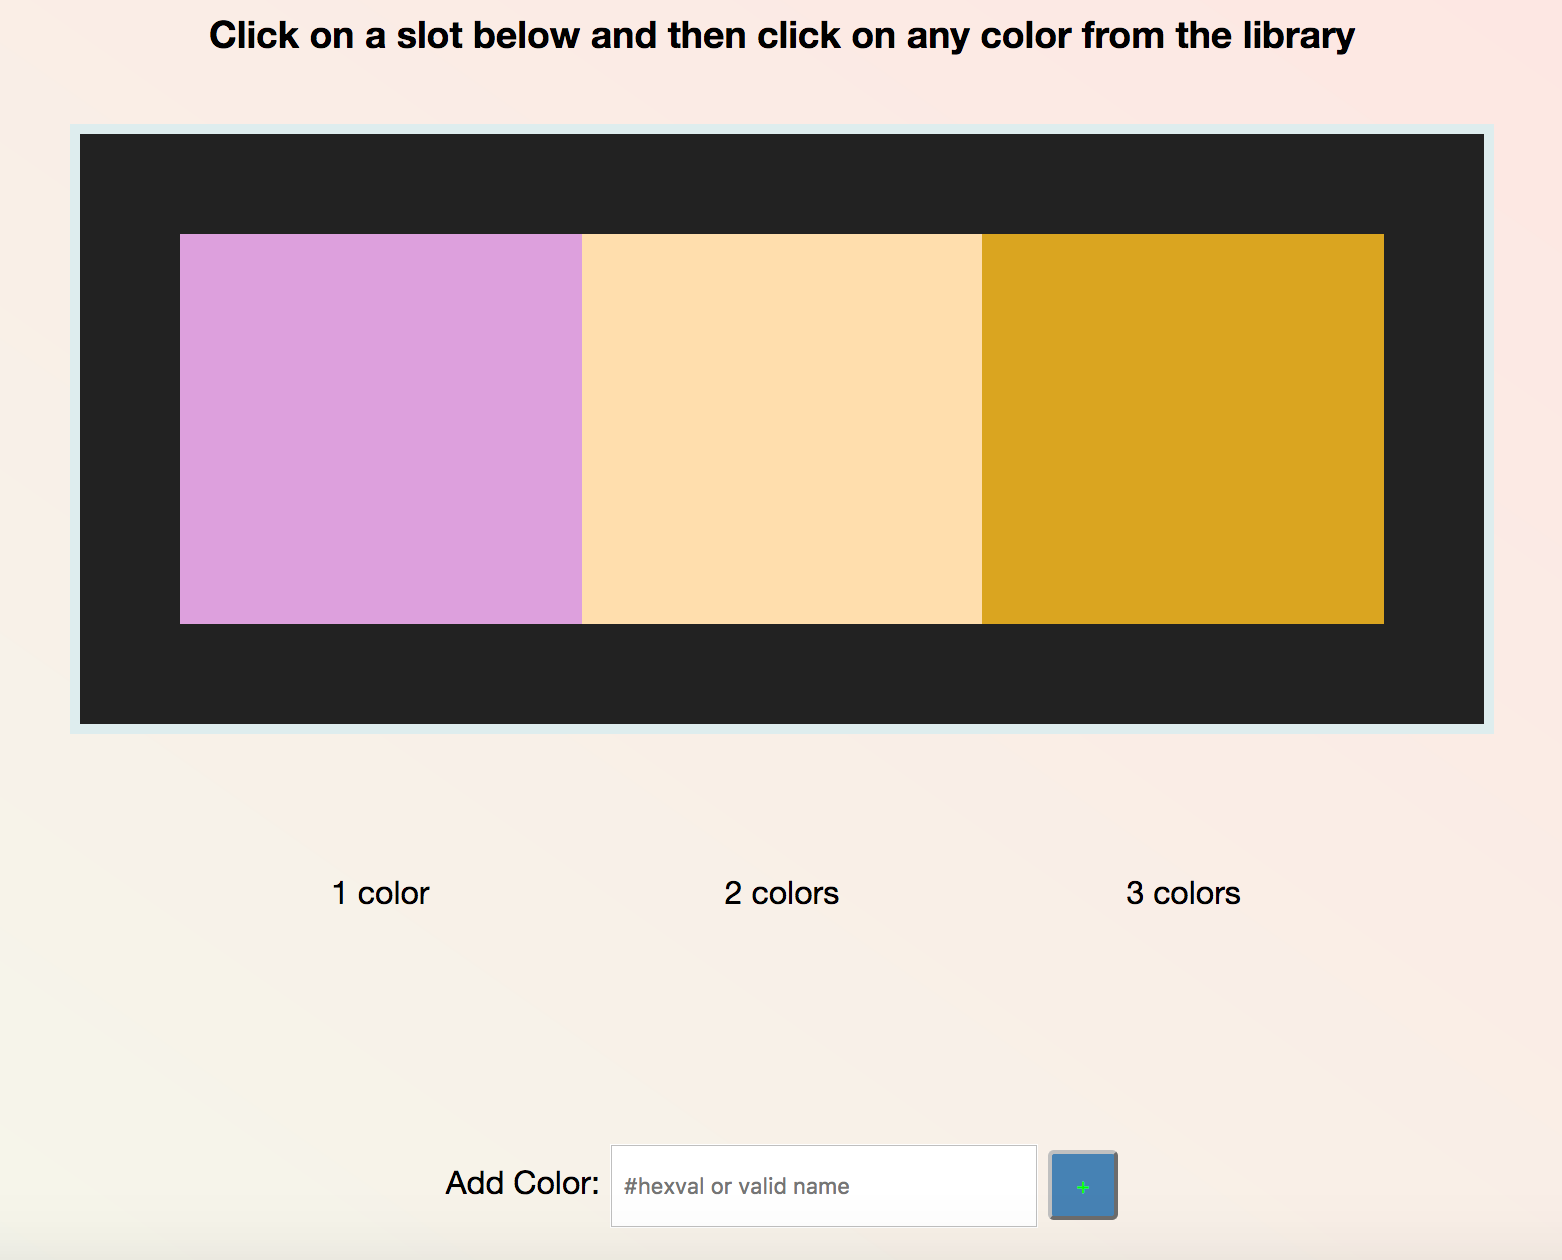 Click on a slot below and then click on any color from the library
1 color 2 colors 3 colors
Add Color: #hexval or valid name +